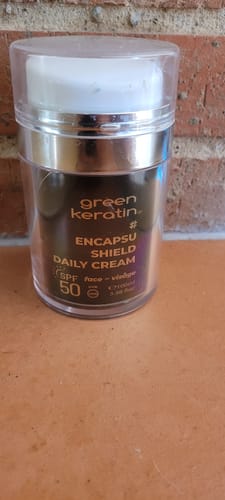 green
keratin
#
ENCAPSU
SHIELD
DAILY CREAM
SPF
50
face - visage